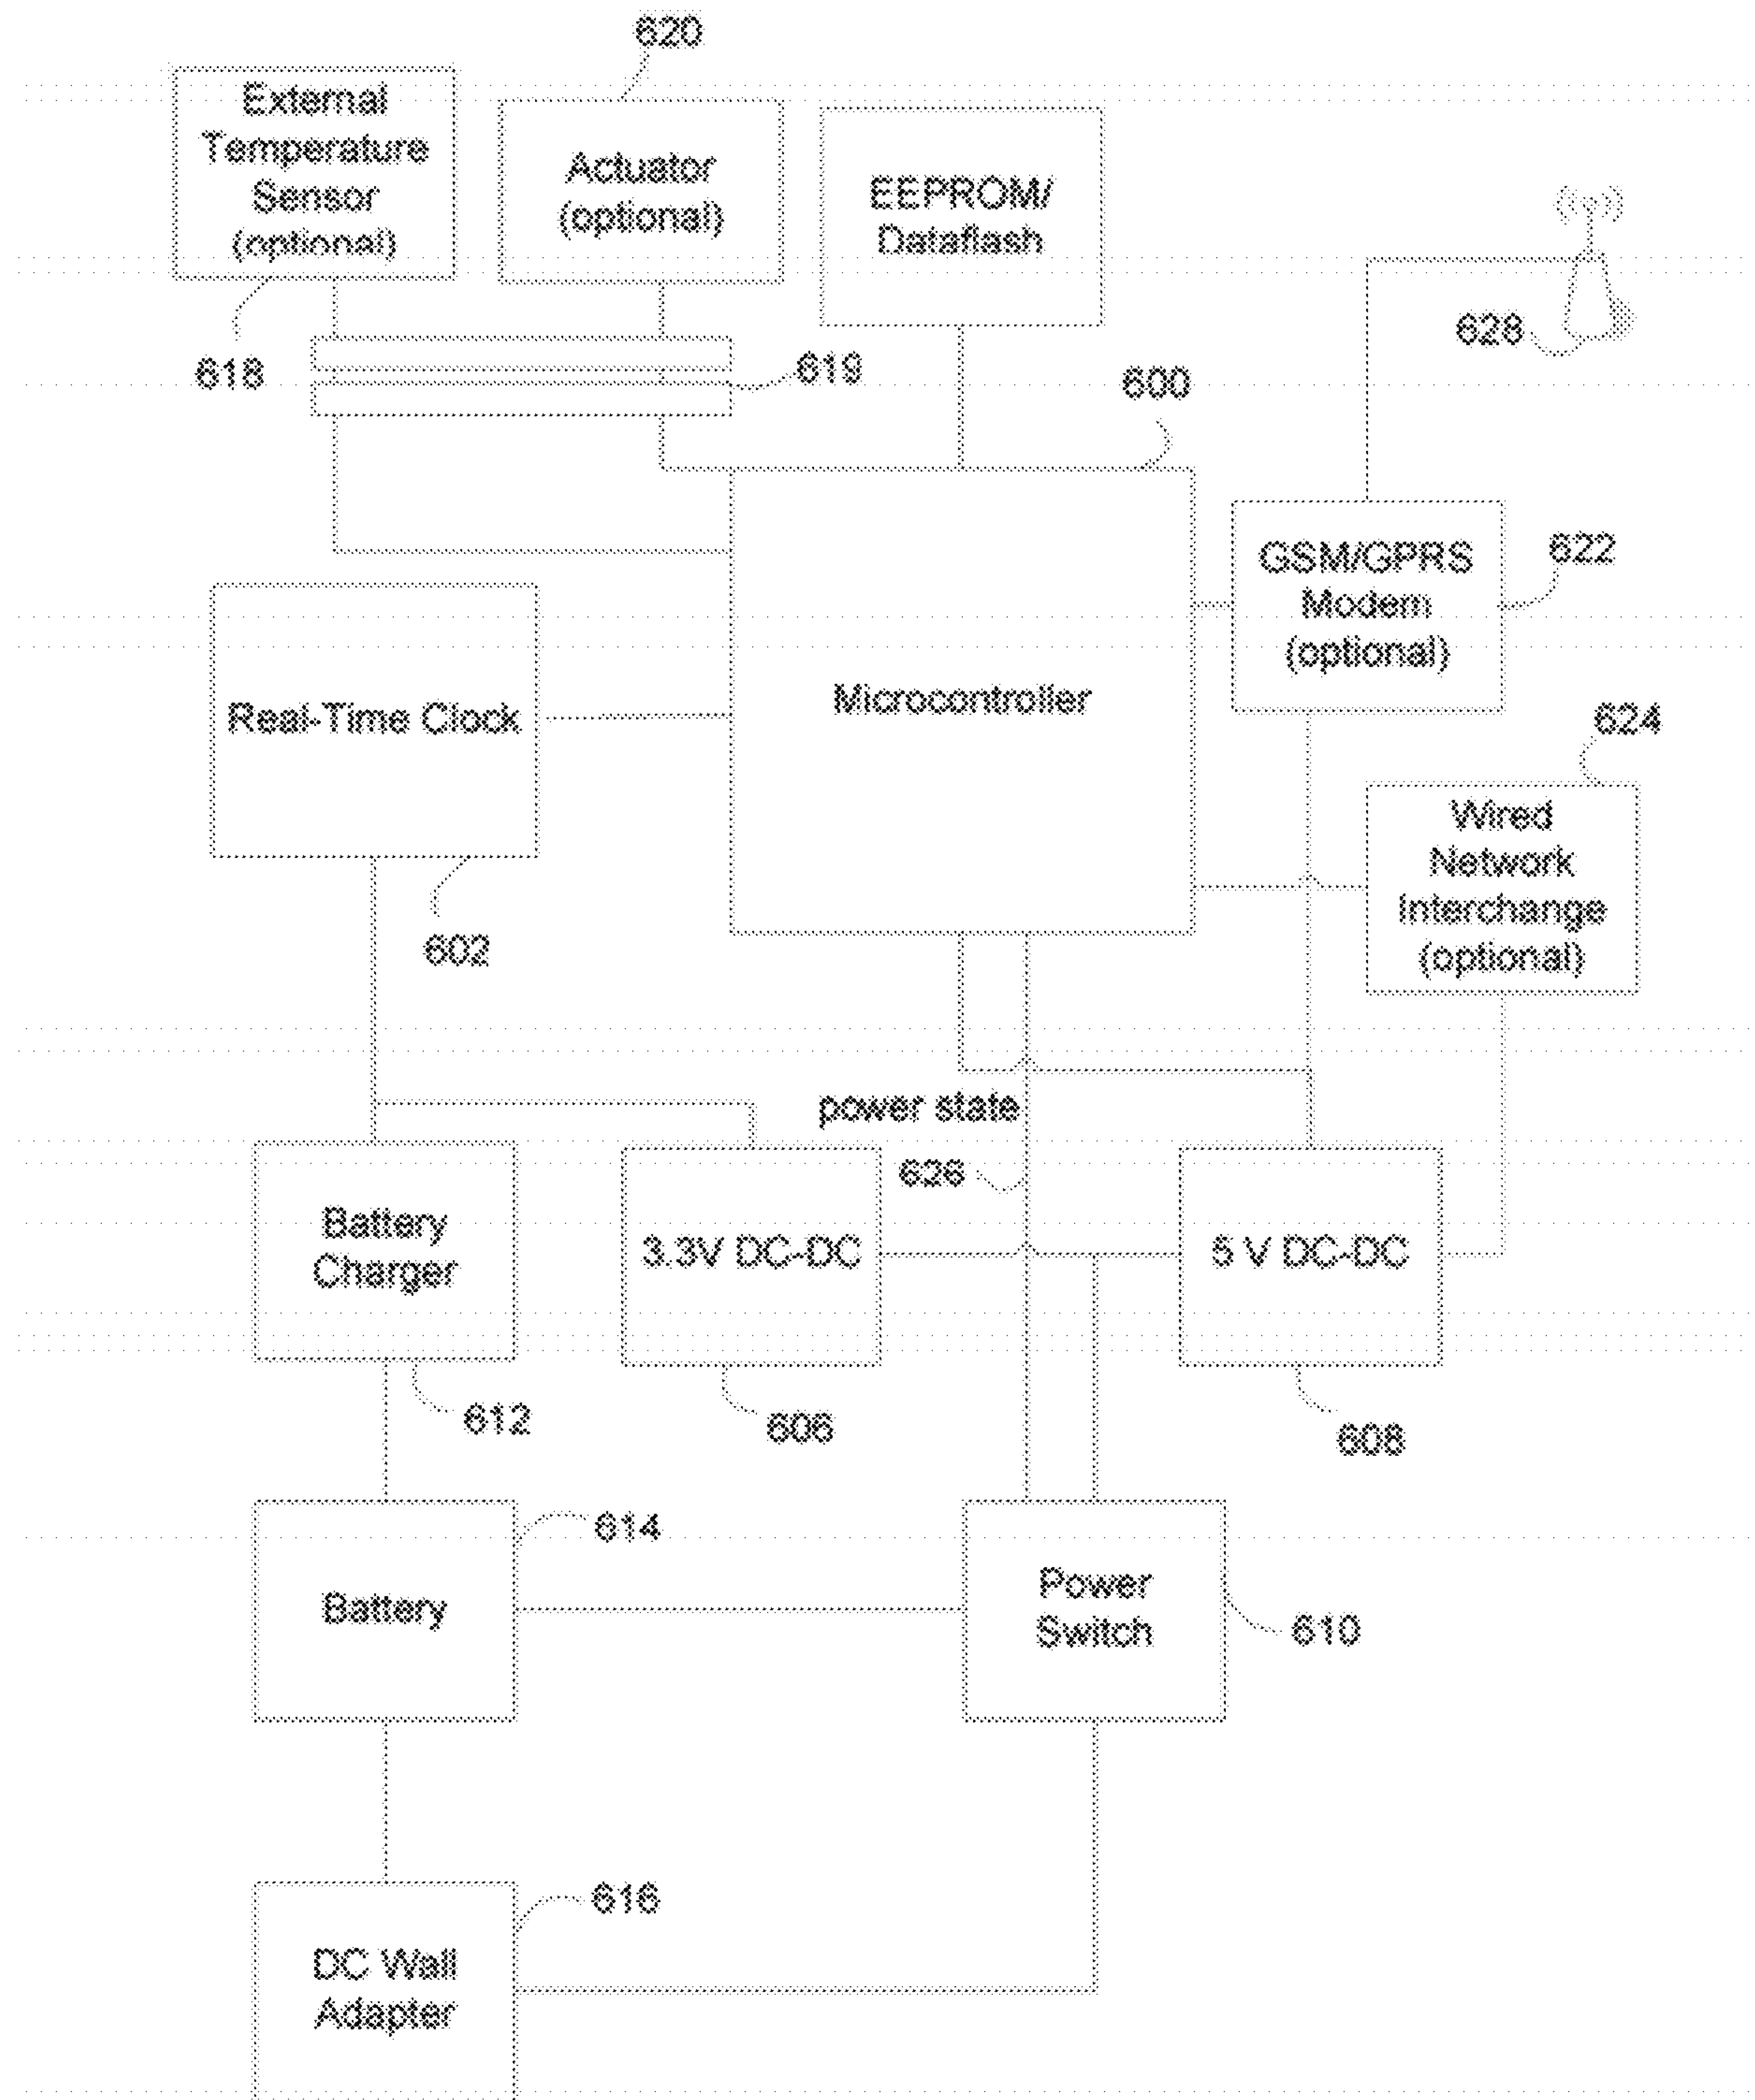 620
External
Temperature
Sensor
(optional)
Actuator
(optional)
EEPROM/
Dataflash
628
618
619
600
GSM/GPRS
Modem
(optional)
622
Real-Time Clock
Microcontroller
624
Wired
Network
Interchange
(optional)
602
power state
626
Battery
Charger
3.3V DC-DC
5 V DC-DC
612
606
608
614
Battery
Power
Switch
610
616
DC Wall
Adapter